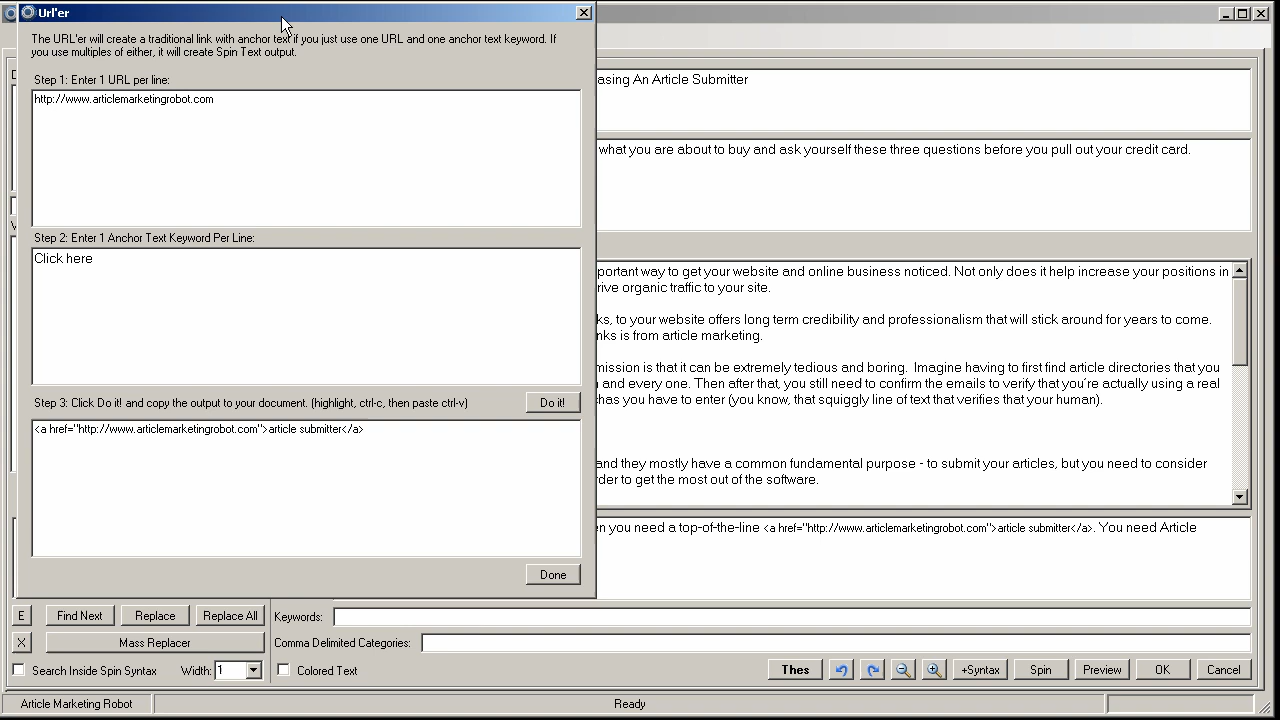 Url'er
The URL'er will create a traditional link with anchor text if you just use one URL and one anchor text keyword. If
you use multiples of either, it will create Spin Text output.
Step 1: Enter 1 URL per line:
http://www.articlemarketingrobot.com
Step 2: Enter 1 Anchor Text Keyword Per Line:
Click here
Step 3: Click Do it! and copy the output to your document. (highlight, ctrl-c, then paste ctrl-v)
Do it!
<a href="http://www.articlemarketingrobot.com">article submitter</a>
Done
asing An Article Submitter
what you are about to buy and ask yourself these three questions before you pull out your credit card.
portant way to get your website and online business noticed. Not only does it help increase your positions in
rive organic traffic to your site.
ks, to your website offers long term credibility and professionalism that will stick around for years to come.
nks is from article marketing.
mission is that it can be extremely tedious and boring. Imagine having to first find article directories that you
and every one. Then after that, you still need to confirm the emails to verify that you're actually using a real
chas you have to enter (you know, that squiggly line of text that verifies that your human).
and they mostly have a common fundamental purpose - to submit your articles, but you need to consider
rder to get the most out of the software.
en you need a top-of-the-line <a href="http://www.articlemarketingrobot.com">article submitter</a>. You need Article
E Find Next Replace Replace All Keywords:
X Mass Replacer Comma Delimited Categories:
Search Inside Spin Syntax Width: 1 Colored Text Thes +Syntax Spin Preview OK Cancel
Article Marketing Robot Ready